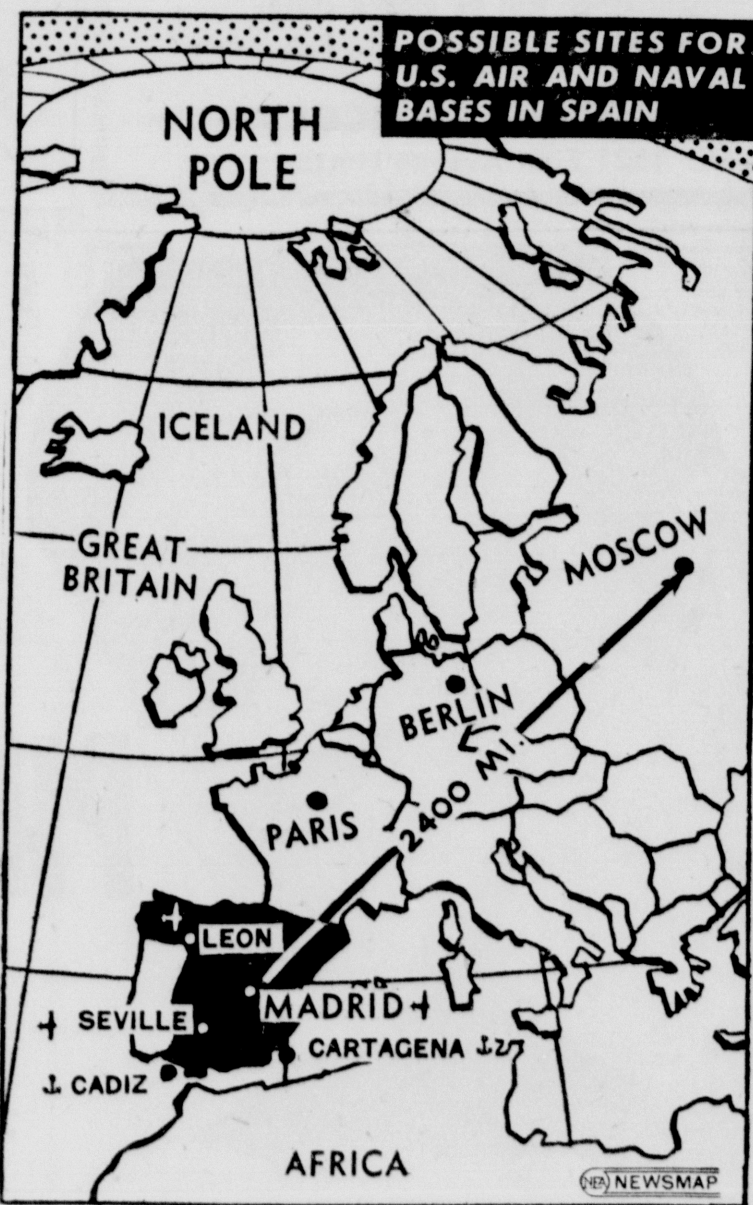 POSSIBLE SITES FOR
U.S. AIR AND NAVAL
BASES IN SPAIN
NORTH
POLE
ICELAND
GREAT
BRITAIN
MOSCOW
BERLIN
2400 MI.
PARIS
LEON
MADRID
SEVILLE
CARTAGENA
CADIZ
AFRICA
NEA NEWSMAP